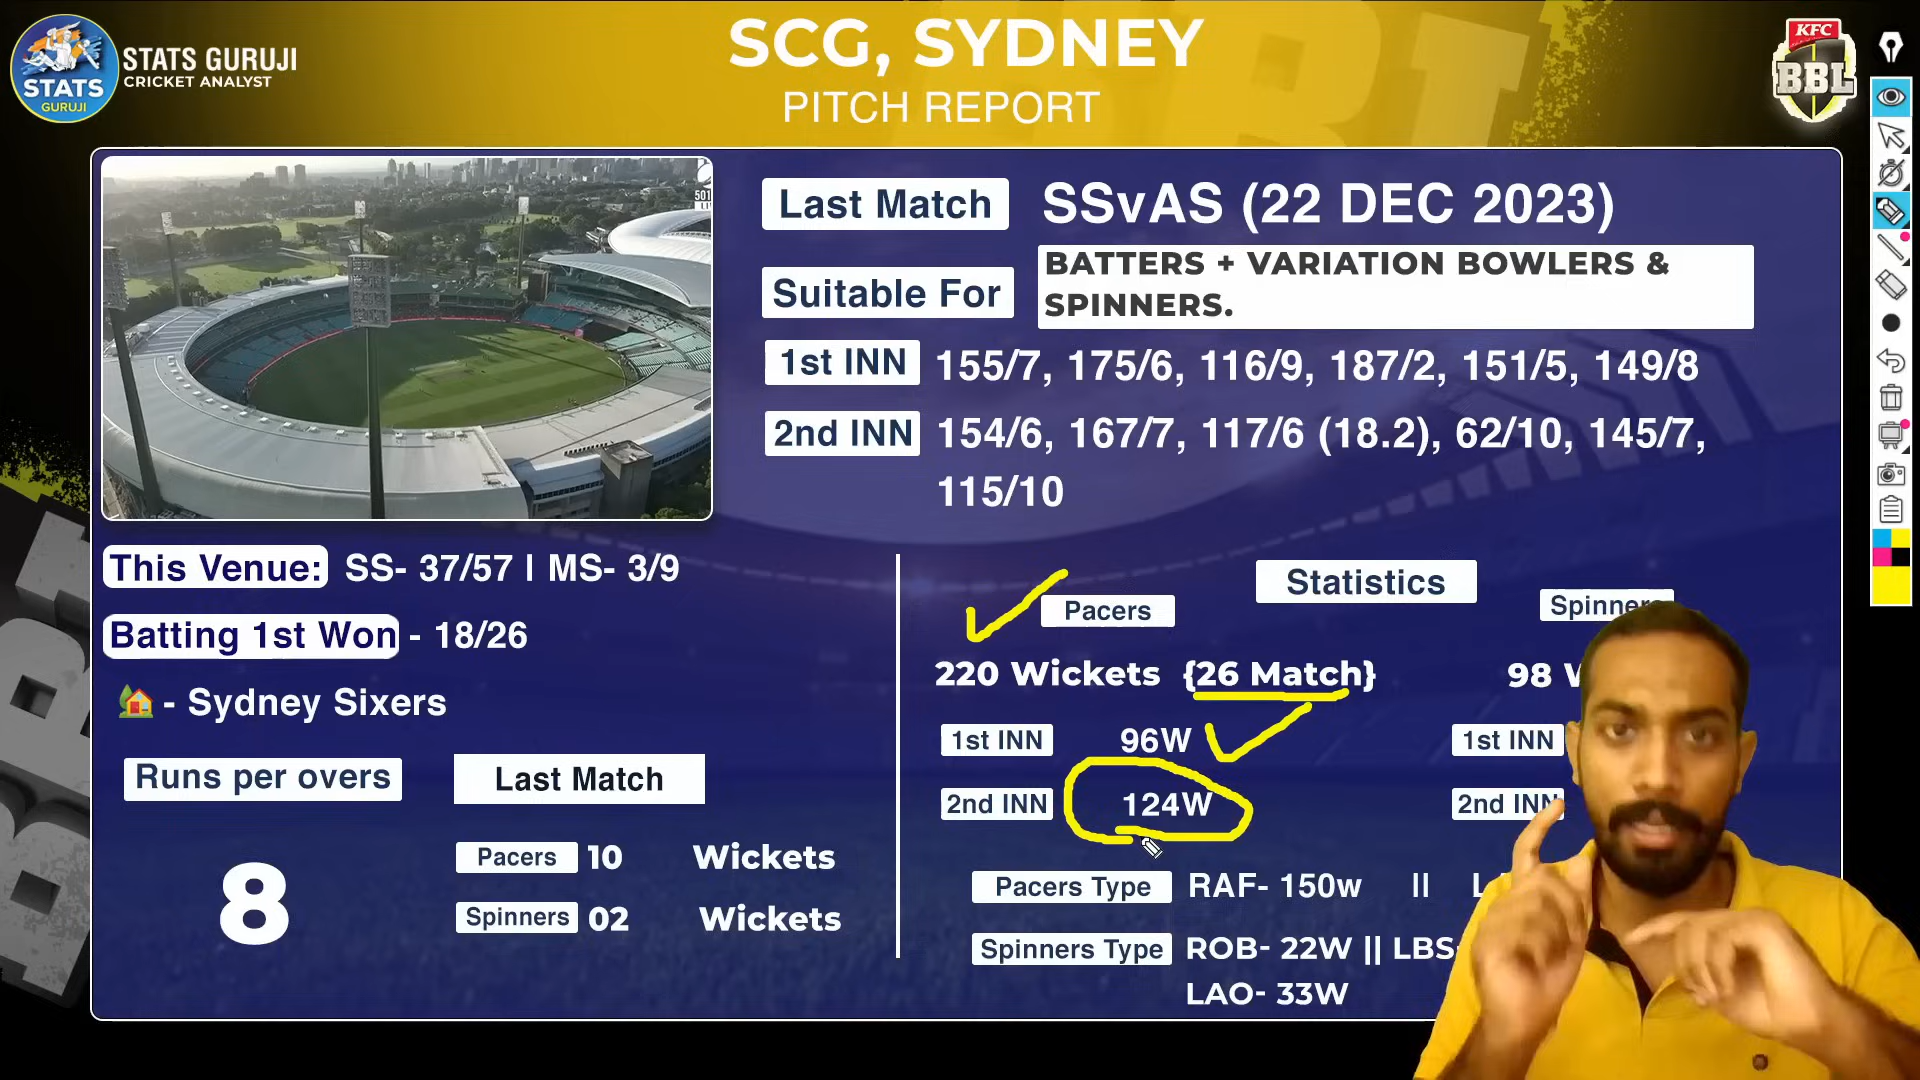 SCG, SYDNEY
PITCH REPORT
STATS GURUJI
CRICKET ANALYST
STATS
GURUJI
KFC
BBL
501
Last Match SSvAS (22 DEC 2023)
Suitable For BATTERS + VARIATION BOWLERS &
SPINNERS.
1st INN 155/7, 175/6, 116/9, 187/2, 151/5, 149/8
2nd INN 154/6, 167/7, 117/6 (18.2), 62/10, 145/7,
115/10
This Venue: SS- 37/57 | MS- 3/9
Batting 1st Won - 18/26
- Sydney Sixers
Runs per overs
8
Last Match
Pacers 10 Wickets
Spinners 02 Wickets
Statistics
Pacers
220 Wickets {26 Match}
1st INN 96W
2nd INN 124W
Spinners
98
1st INN
2nd INN
Pacers Type RAF- 150w ||
Spinners Type ROB- 22W || LBS-
LAO- 33W